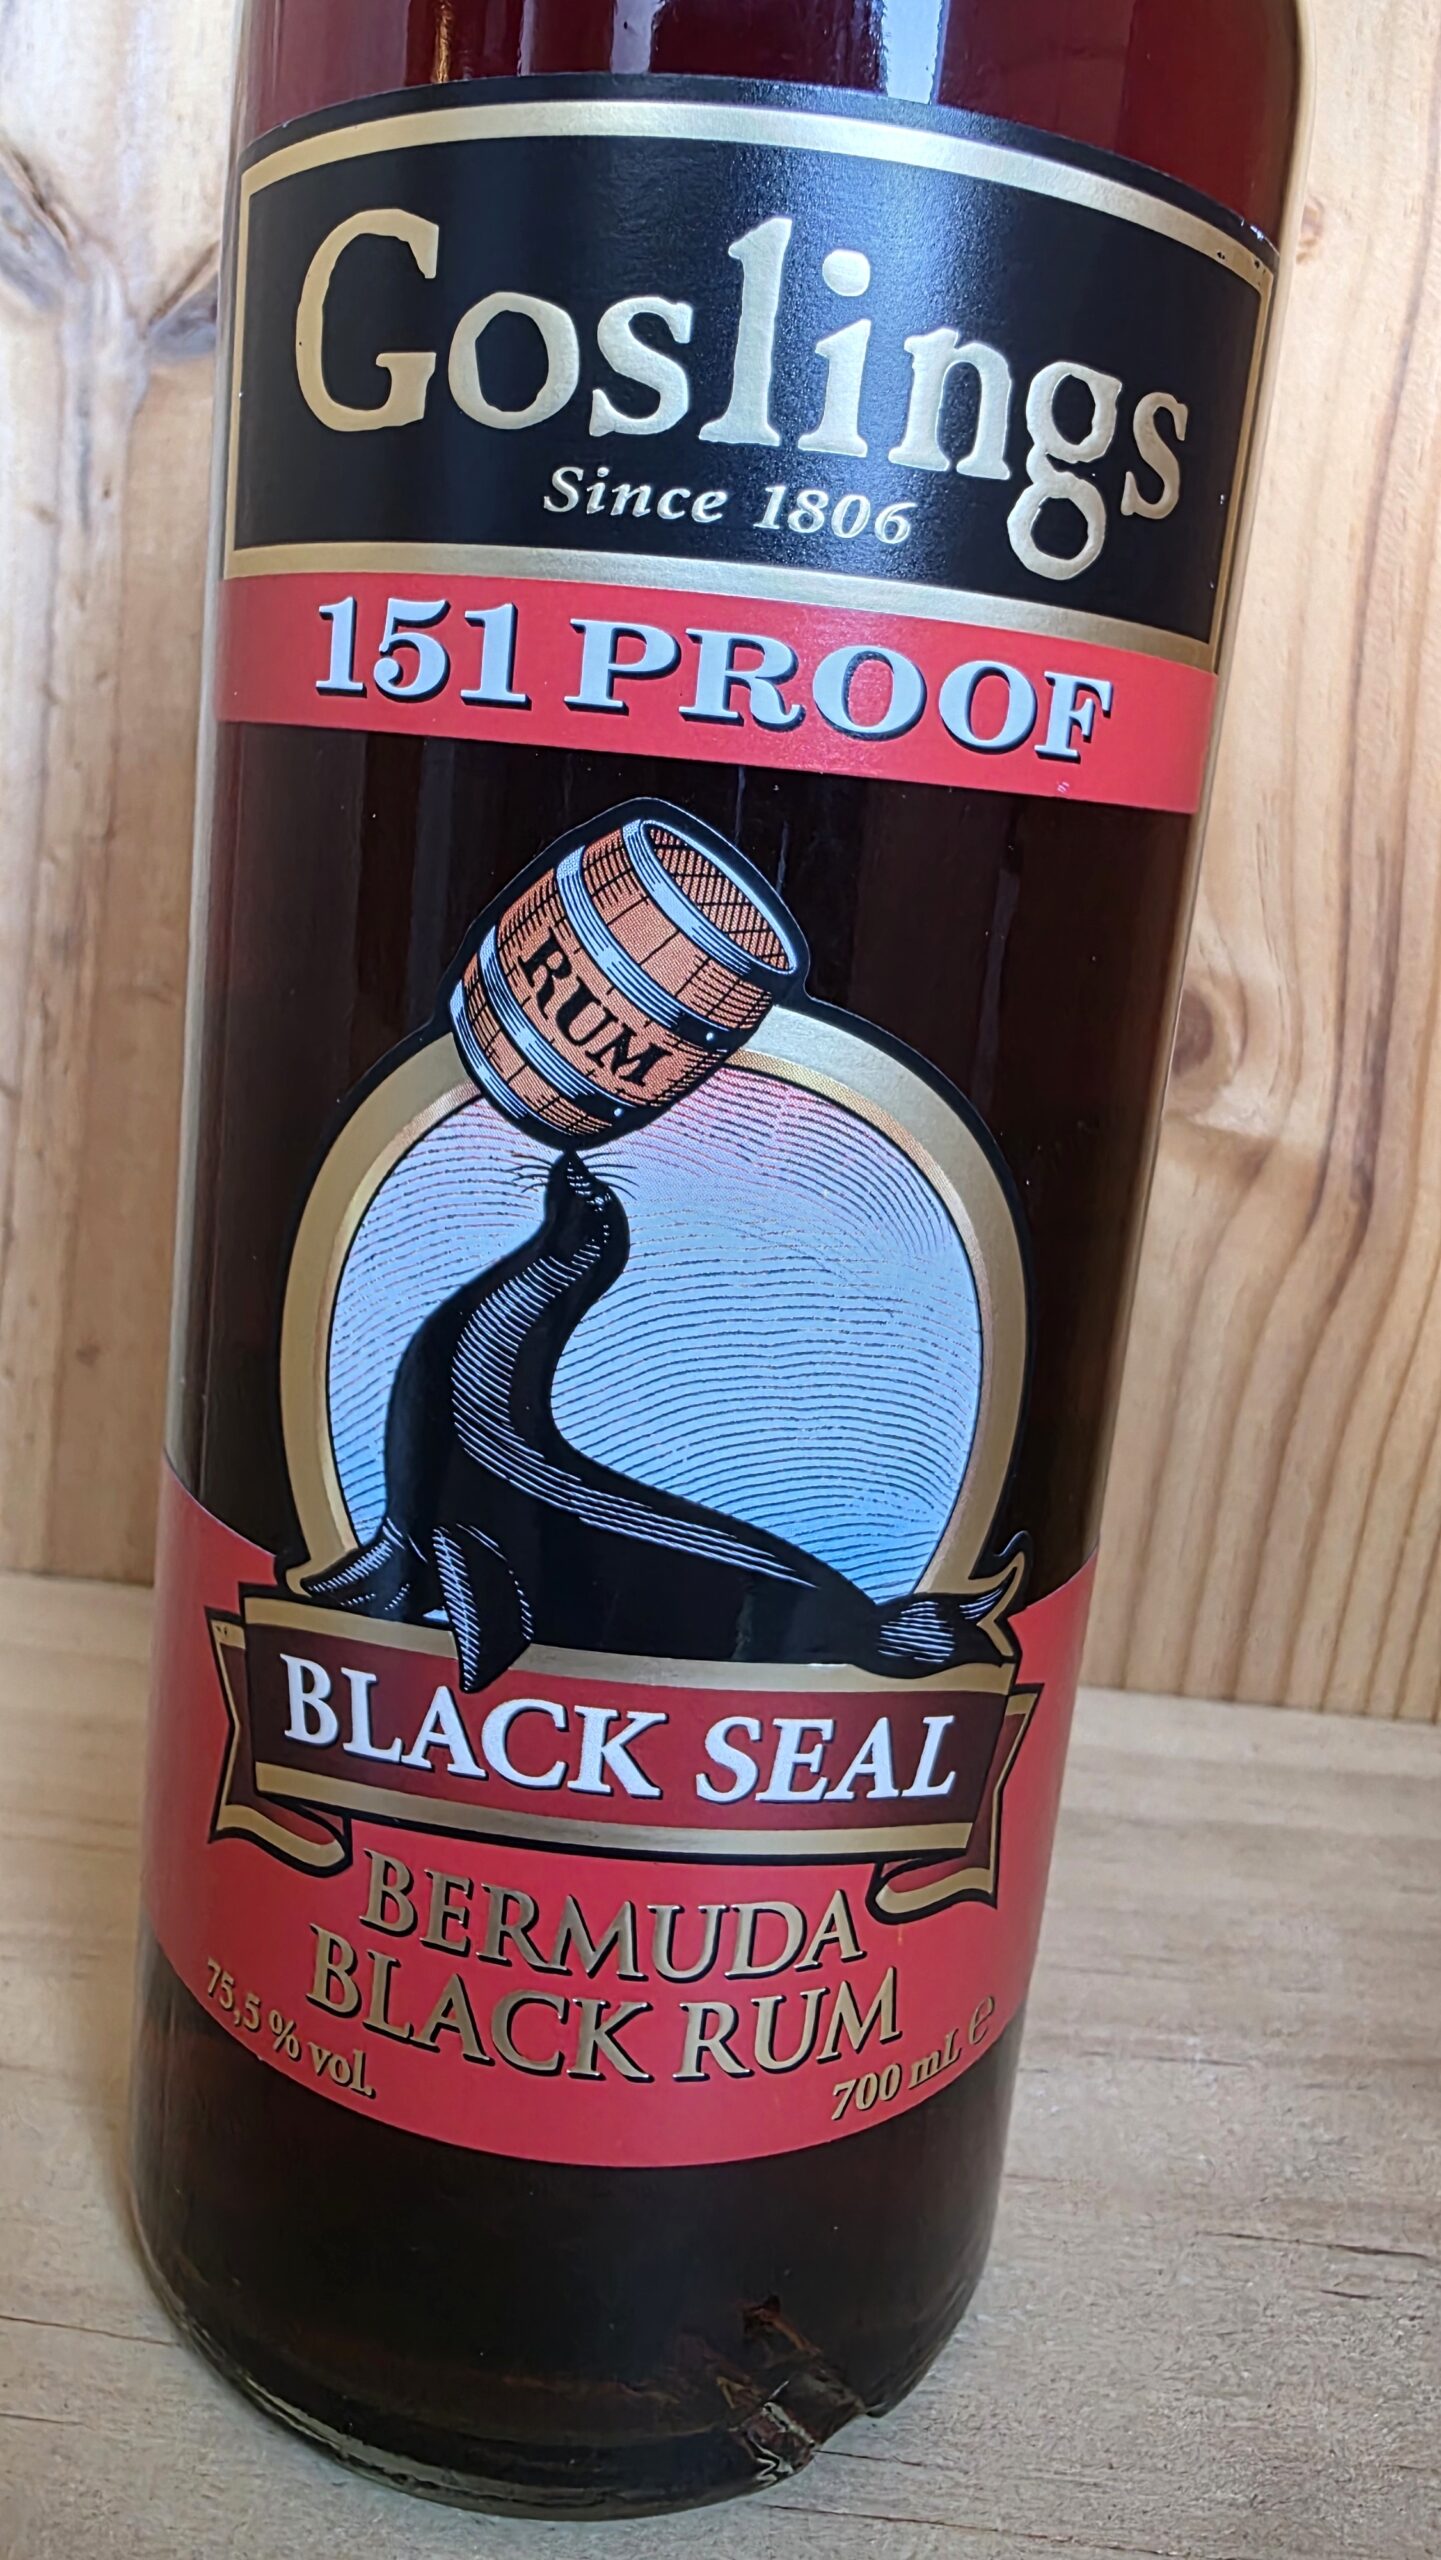 Goslings
Since 1806
151 PROOF
RUM
BLACK SEAL
BERMUDA
BLACK RUM
75,5 % vol.
700 mL e